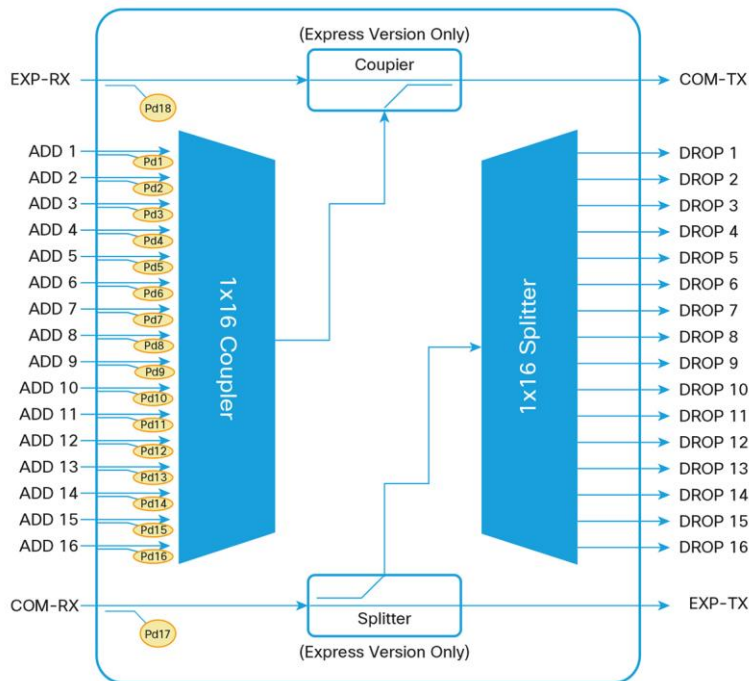 (Express Version Only)
Coupier
EXP-RX
COM-TX
Pd18
ADD 1
Pd1
DROP 1
ADD 2
Pd2
DROP 2
ADD 3
Pd3
DROP 3
ADD 4
Pd4
DROP 4
ADD 5
Pd5
DROP 5
ADD 6
Pd6
DROP 6
ADD 7
Pd7
DROP 7
ADD 8
Pd8
DROP 8
ADD 9
Pd9
DROP 9
ADD 10
Pd10
DROP 10
ADD 11
Pd11
DROP 11
ADD 12
Pd12
DROP 12
ADD 13
Pd13
DROP 13
ADD 14
Pd14
DROP 14
ADD 15
Pd15
DROP 15
ADD 16
Pd16
DROP 16
1x16 Coupler
1x16 Splitter
COM-RX
EXP-TX
Pd17
Splitter
(Express Version Only)